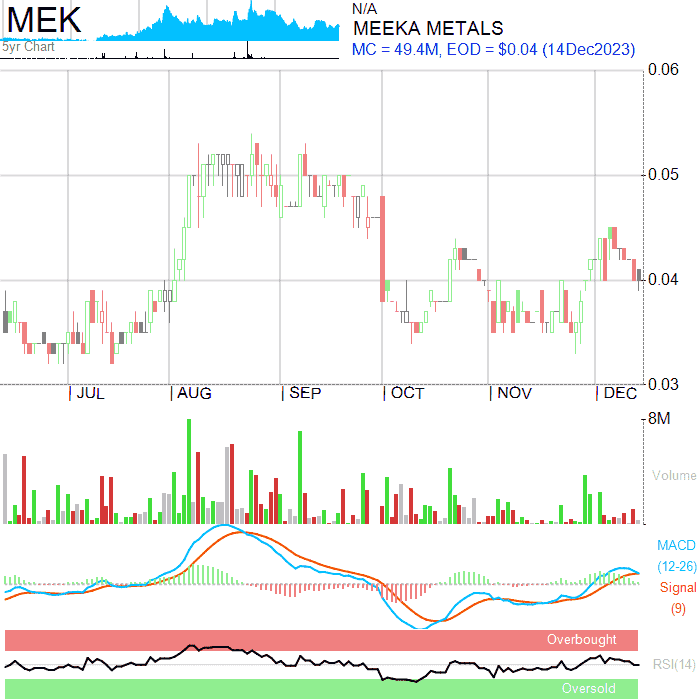 MEK
5yr Chart
N/A
MEEKA METALS
MC = 49.4M, EOD = $0.04 (14Dec2023)
0.06
0.05
0.04
0.03
JUL AUG SEP OCT NOV DEC
8M
Volume
MACD
(12-26)
Signal
(9)
Overbought
RSI(14)
Oversold